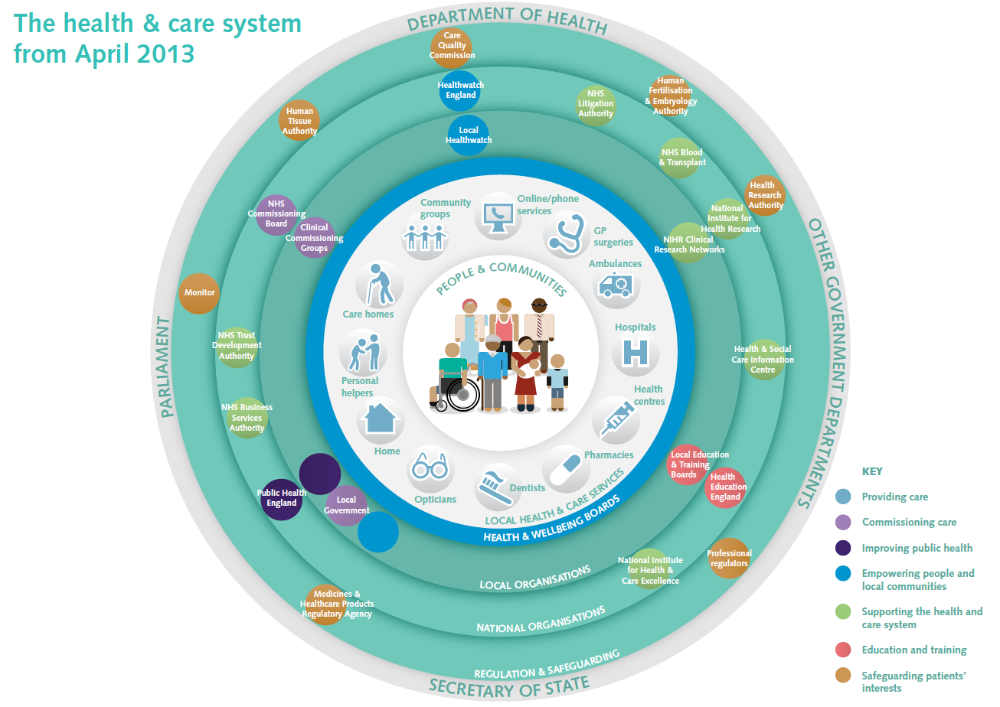 The health & care system
from April 2013
DEPARTMENT OF HEALTH
OTHER GOVERNMENT DEPARTMENTS
SECRETARY OF STATE
PARLIAMENT
Care
Quality
Commission
Healthwatch
England
Local
Healthwatch
NHS
Litigation
Authority
Human
Fertilisation
& Embryology
Authority
Human
Tissue
Authority
NHS Blood
& Transplant
Health
Research
Authority
National
Institute for
Health Research
NIHR Clinical
Research Networks
NHS
Commissioning
Board
Clinical
Commissioning
Groups
Monitor
NHS Trust
Development
Authority
NHS Business
Services
Authority
Public Health
England
Local
Government
Medicines &
Healthcare Products
Regulatory Agency
Health & Social
Care Information
Centre
Local Education
& Training
Boards
Health
Education
England
Professional
regulators
National Institute
for Health &
Care Excellence
Community
groups
Online/phone
services
GP
surgeries
Ambulances
Hospitals
Health
centres
Pharmacies
Dentists
Opticians
Home
Personal
helpers
Care homes
PEOPLE & COMMUNITIES
LOCAL HEALTH & CARE SERVICES
HEALTH & WELLBEING BOARDS
LOCAL ORGANISATIONS
NATIONAL ORGANISATIONS
REGULATION & SAFEGUARDING
KEY
Providing care
Commissioning care
Improving public health
Empowering people and
local communities
Supporting the health and
care system
Education and training
Safeguarding patients'
interests